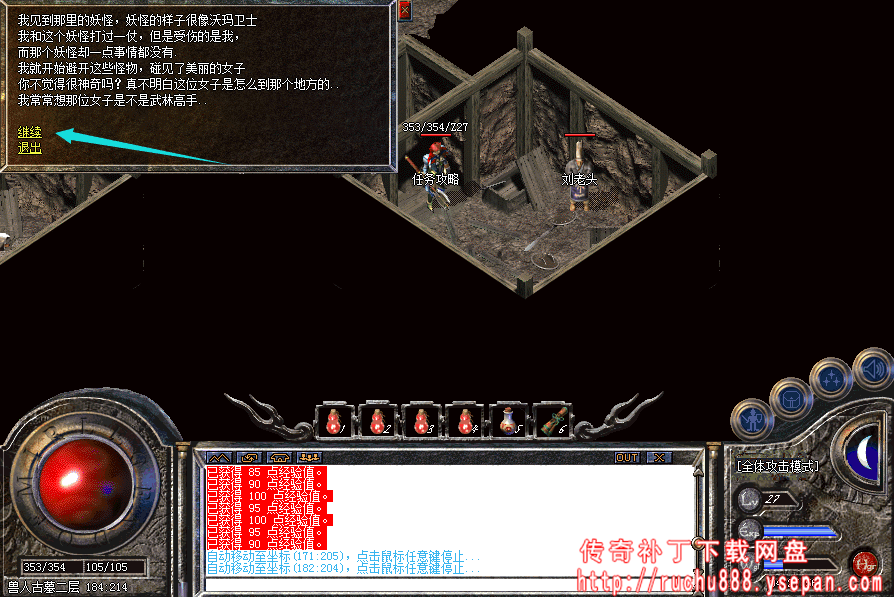 我见到那里的妖怪，妖怪的样子很像沃玛卫士
我和这个妖怪打过一仗，但是受伤的是我，
而那个妖怪却一点事情都没有.
我就开始避开这些怪物，碰见了美丽的女子
你不觉得很神奇吗？真不明白这位女子是怎么到那个地方的..
我常常想那位女子是不是武林高手..
继续
退出
353/354/Z27
任务攻略
刘老头
1 2 3 4 5 6
OUT
已获得 85 点经验值。
已获得 90 点经验值。
已获得 100 点经验值。
已获得 95 点经验值。
已获得 100 点经验值。
已获得 95 点经验值。
已获得 90 点经验值。
自动移动至坐标(171:205)，点击鼠标任意键停止...
自动移动至坐标(182:204)，点击鼠标任意键停止...
[全体攻击模式]
Lv 27
Exp
Wgt
Hgr
353/354 105/105
兽人古墓二层 184:214
传奇补丁下载网盘
http://ruchu888.ysepan.com/